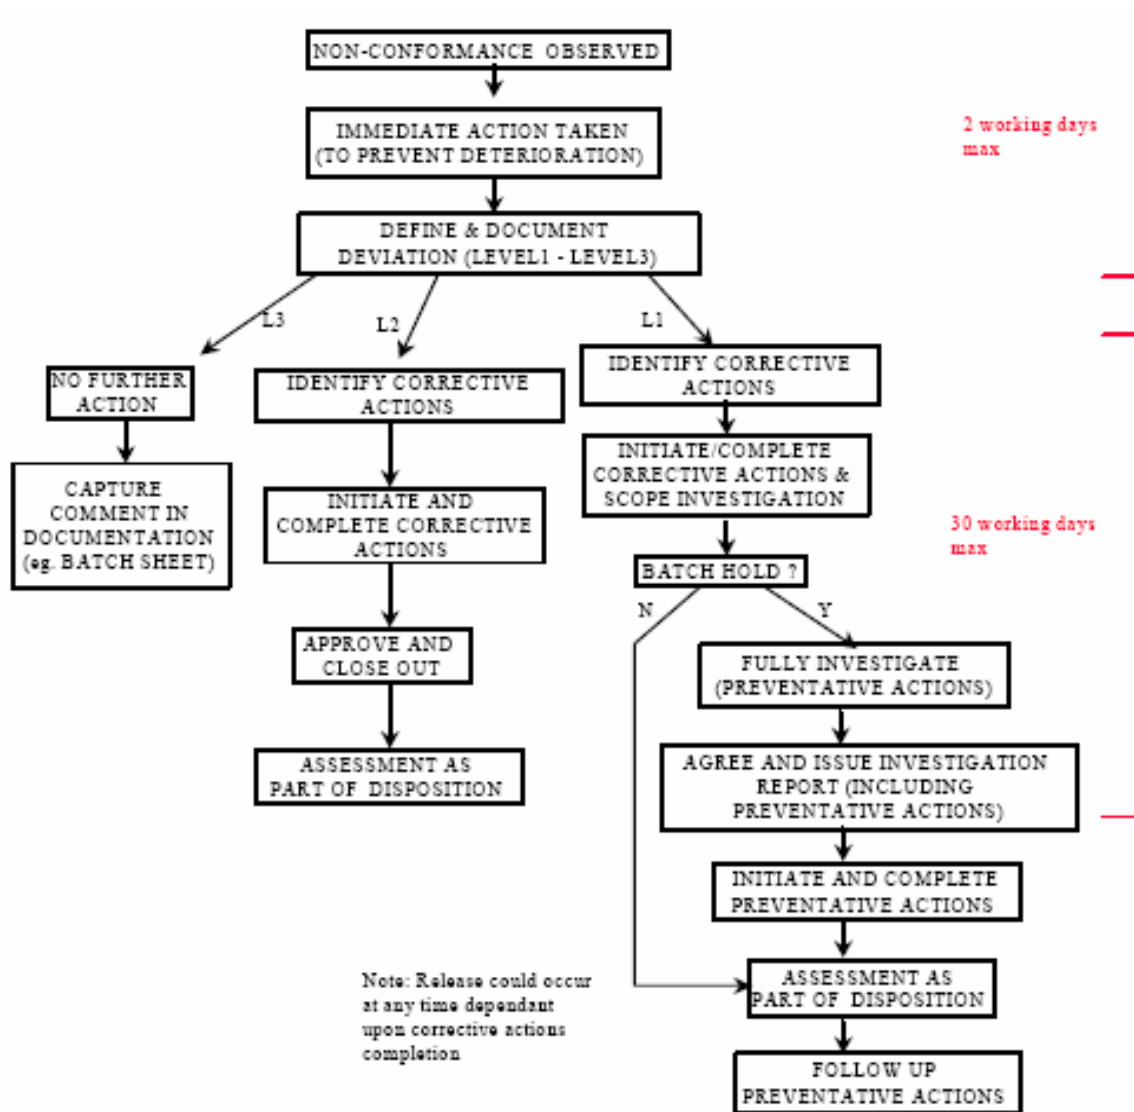 NON-CONFORMANCE OBSERVED
IMMEDIATE ACTION TAKEN
(TO PREVENT DETERIORATION)
2 working days
max
DEFINE & DOCUMENT
DEVIATION (LEVEL1 - LEVEL3)
L3
L2
L1
NO FURTHER
ACTION
CAPTURE
COMMENT IN
DOCUMENTATION
(eg. BATCH SHEET)
IDENTIFY CORRECTIVE
ACTIONS
INITIATE AND
COMPLETE CORRECTIVE
ACTIONS
APPROVE AND
CLOSE OUT
ASSESSMENT AS
PART OF DISPOSITION
IDENTIFY CORRECTIVE
ACTIONS
INITIATE/COMPLETE
CORRECTIVE ACTIONS &
SCOPE INVESTIGATION
30 working days
max
BATCH HOLD ?
N
Y
FULLY INVESTIGATE
(PREVENTATIVE ACTIONS)
AGREE AND ISSUE INVESTIGATION
REPORT (INCLUDING
PREVENTATIVE ACTIONS)
INITIATE AND COMPLETE
PREVENTATIVE ACTIONS
ASSESSMENT AS
PART OF DISPOSITION
FOLLOW UP
PREVENTATIVE ACTIONS
Note: Release could occur
at any time dependant
upon corrective actions
completion